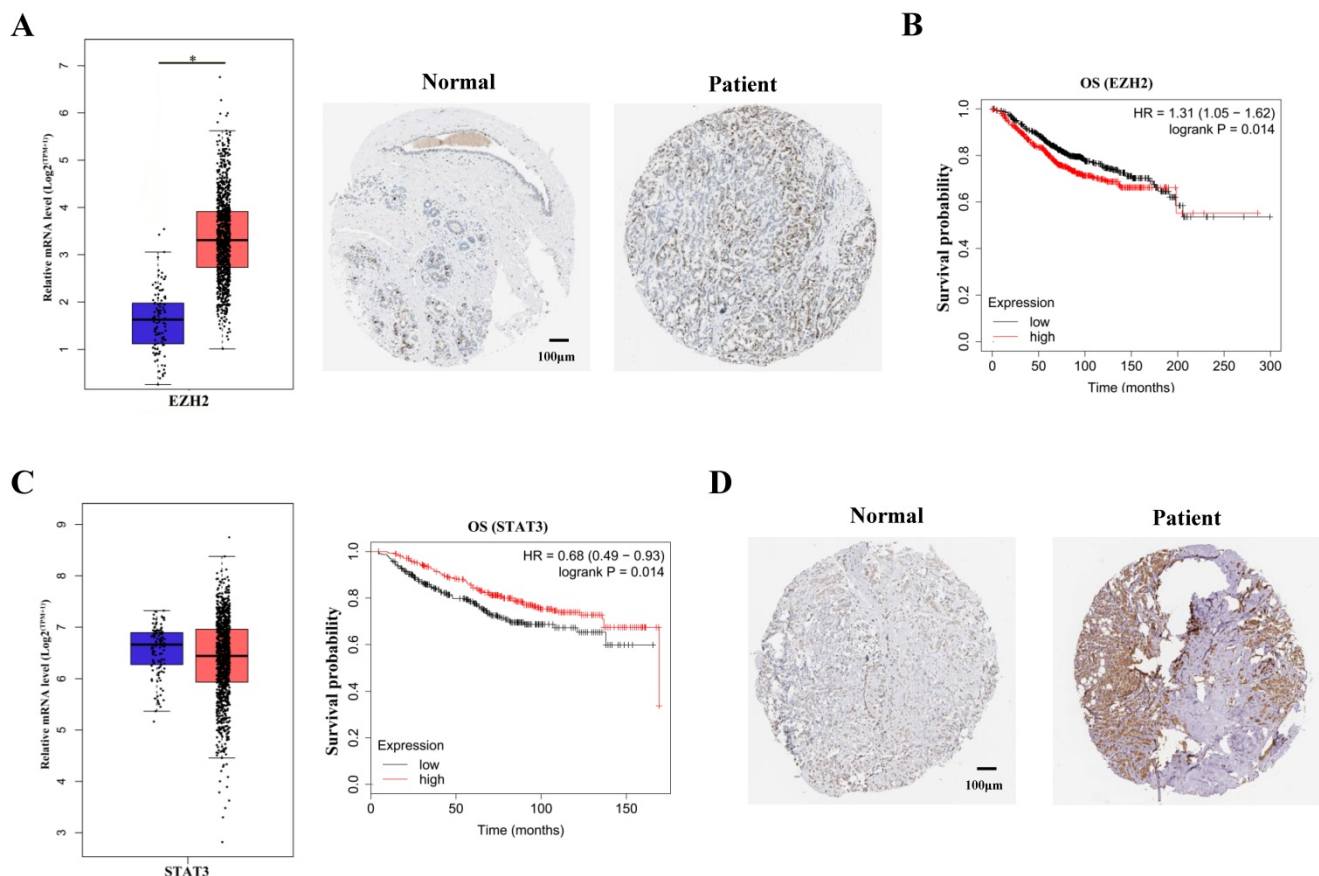 A
Relative mRNA level (Log2(TPM+1)
7
6
5
4
3
2
1
*
EZH2
Normal
Patient
100μm
B
OS (EZH2)
HR = 1.31 (1.05 − 1.62)
logrank P = 0.014
Survival probability
1.0
0.8
0.6
0.4
0.2
0.0
Expression
low
high
0 50 100 150 200 250 300
Time (months)
C
Relative mRNA level (Log2(TPM+1)
9
8
7
6
5
4
3
STAT3
OS (STAT3)
HR = 0.68 (0.49 − 0.93)
logrank P = 0.014
Survival probability
1.0
0.8
0.6
0.4
0.2
0.0
Expression
low
high
0 50 100 150
Time (months)
D
Normal
Patient
100μm